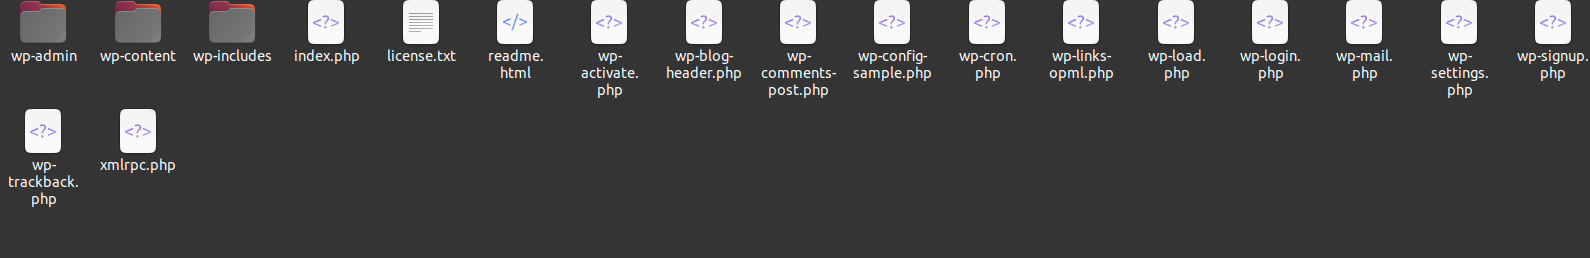 wp-admin
wp-content
wp-includes
index.php
license.txt
readme.
html
wp-
activate.
php
wp-blog-
header.php
wp-
comments-
post.php
wp-config-
sample.php
wp-cron.
php
wp-links-
opml.php
wp-load.
php
wp-login.
php
wp-mail.
php
wp-
settings.
php
wp-signup.
php
wp-
trackback.
php
xmlrpc.php